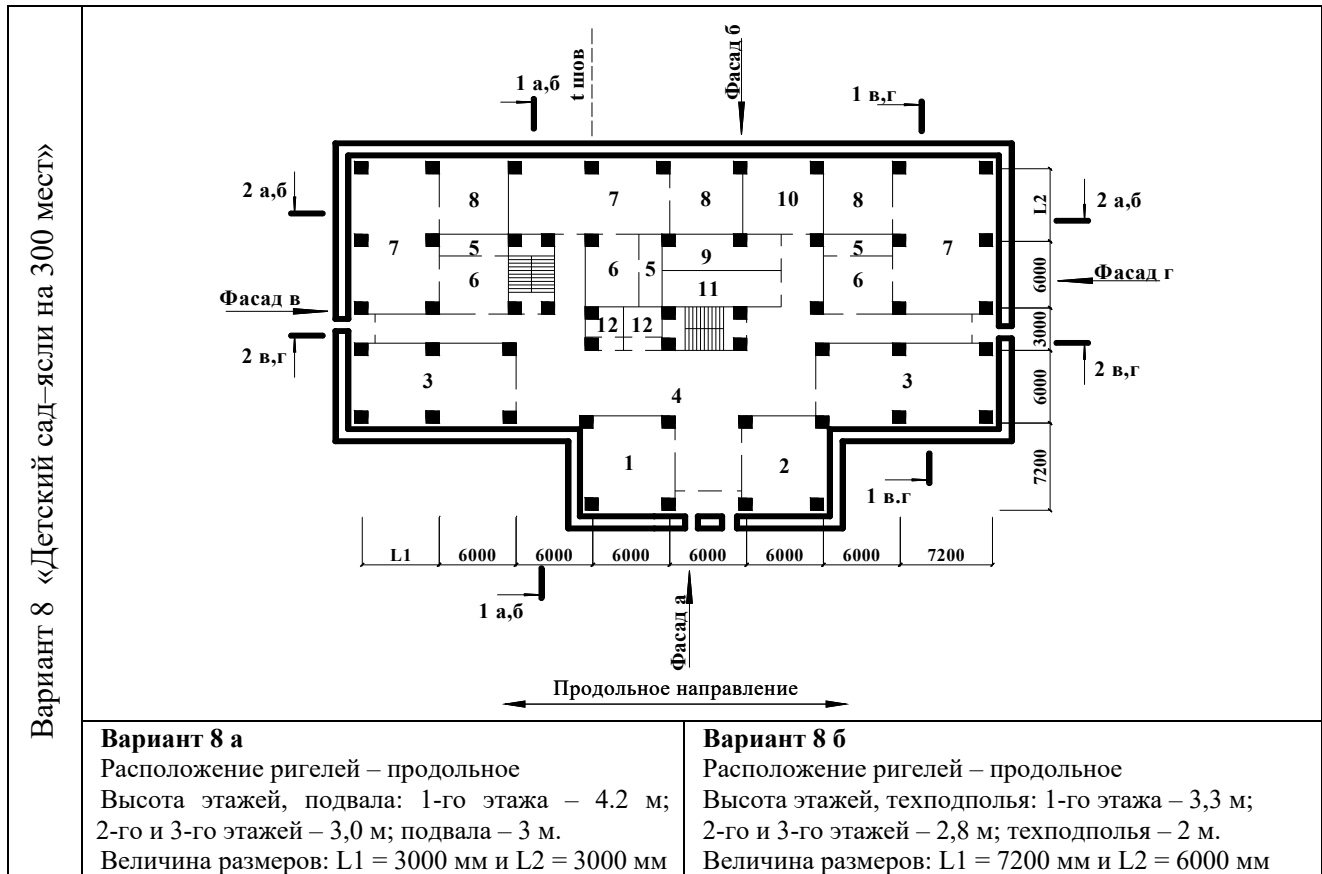 Вариант 8 «Детский сад–ясли на 300 мест»
1 а,б
t шов
Фасад б
1 в,г
2 а,б
8
7
8
10
8
L2
2 а,б
7
5
6
6
5
9
11
5
6
7
6000
Фасад в
Фасад г
12
12
3000
2 в,г
2 в,г
3
4
3
6000
1
2
7200
1 в.г
L1
6000
6000
6000
6000
6000
6000
7200
1 а,б
Фасад а
Продольное направление
Вариант 8 а
Расположение ригелей – продольное
Высота этажей, подвала: 1-го этажа – 4.2 м;
2-го и 3-го этажей – 3,0 м; подвала – 3 м.
Величина размеров: L1 = 3000 мм и L2 = 3000 мм
Вариант 8 б
Расположение ригелей – продольное
Высота этажей, техподполья: 1-го этажа – 3,3 м;
2-го и 3-го этажей – 2,8 м; техподполья – 2 м.
Величина размеров: L1 = 7200 мм и L2 = 6000 мм